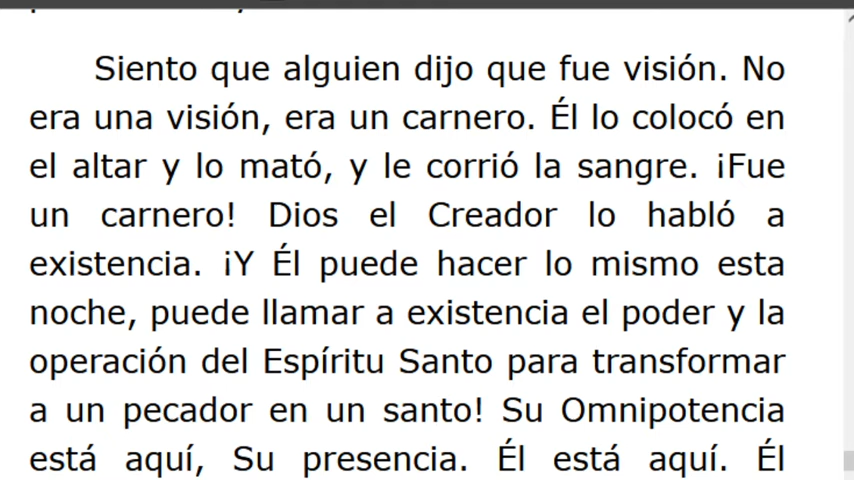 Siento que alguien dijo que fue visión. No
era una visión, era un carnero. Él lo colocó en
el altar y lo mató, y le corrió la sangre. ¡Fue
un carnero! Dios el Creador lo habló a
existencia. ¡Y Él puede hacer lo mismo esta
noche, puede llamar a existencia el poder y la
operación del Espíritu Santo para transformar
a un pecador en un santo! Su Omnipotencia
está aquí, Su presencia. Él está aquí. Él